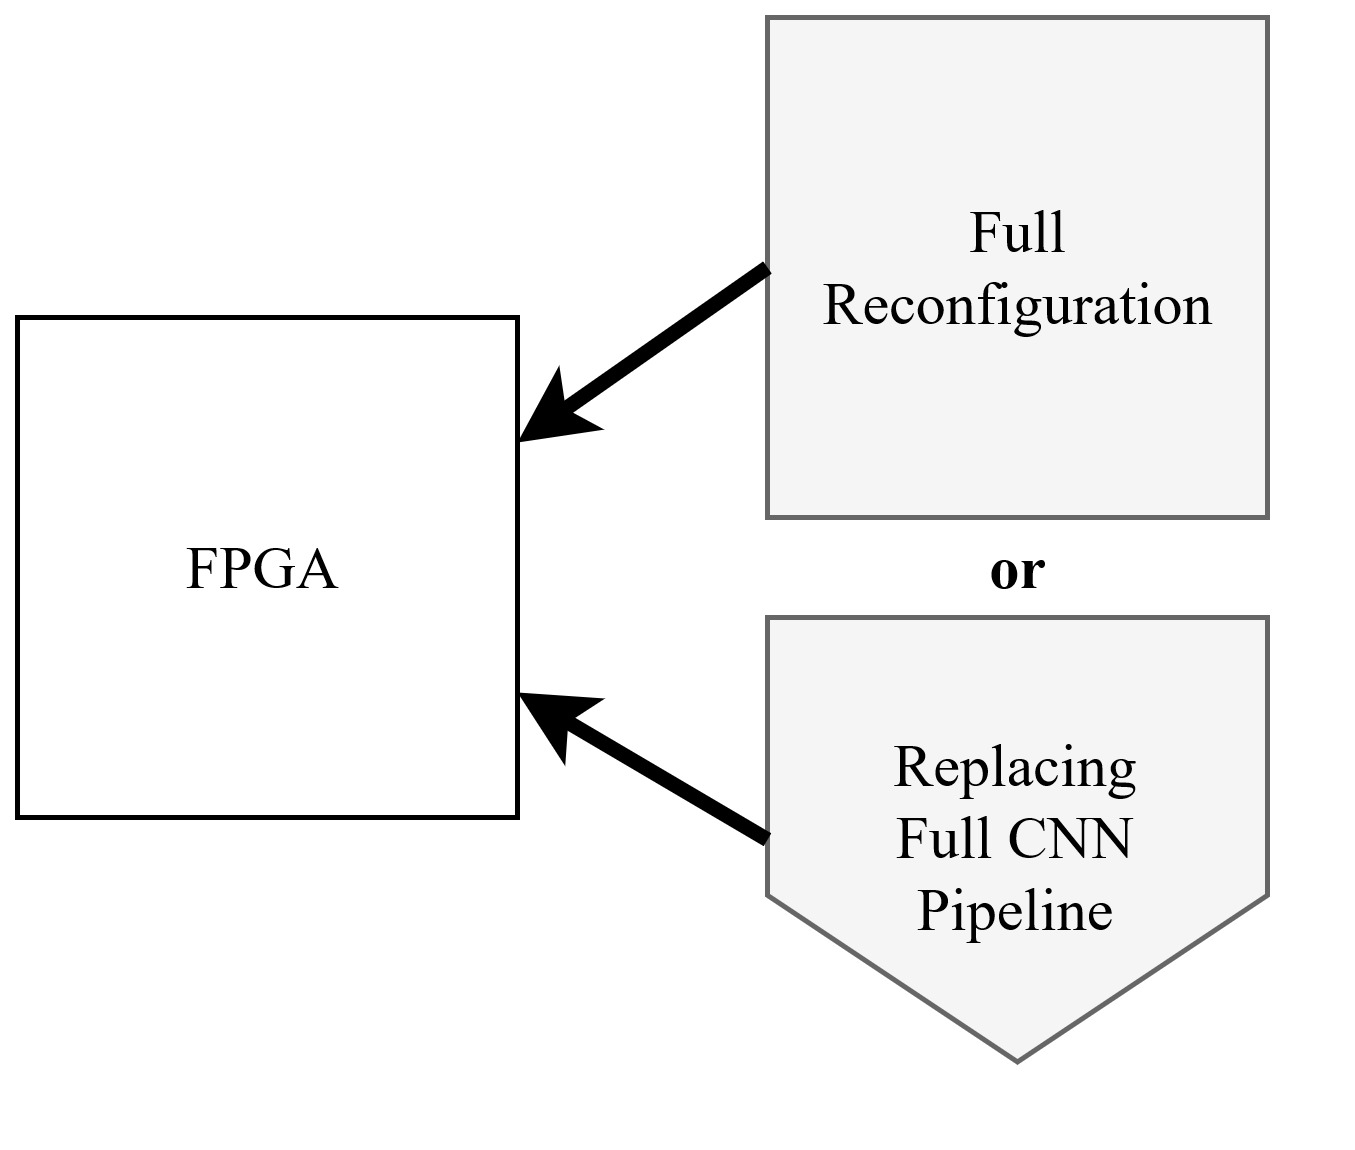 Full
Reconfiguration
FPGA
or
Replacing
Full CNN
Pipeline